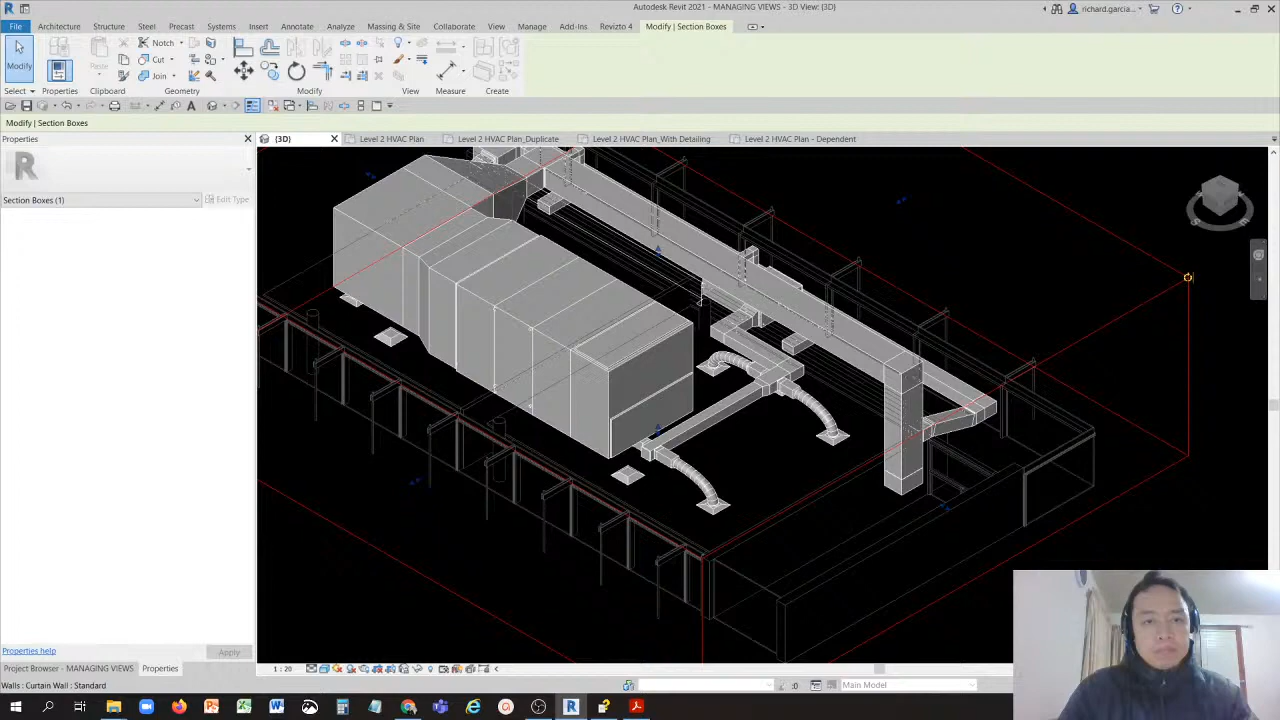 Autodesk Revit 2021 - MANAGING VIEWS - 3D View: {3D}
richard.garcia...
File Architecture Structure Steel Precast Systems Insert Annotate Analyze Massing & Site Collaborate View Manage Add-Ins Revizto 4 Modify | Section Boxes
Modify
Paste
Notch
Cut
Join
Select Properties Clipboard Geometry Modify View Measure Create
Modify | Section Boxes
Properties
{3D} Level 2 HVAC Plan Level 2 HVAC Plan_Duplicate Level 2 HVAC Plan_With Detailing Level 2 HVAC Plan - Dependent
Section Boxes (1)
Edit Type
S
Properties help
Apply
Project Browser - MANAGING VIEWS Properties
1 : 20
Walls : Curtain Wall : Standard
:0
Main Model